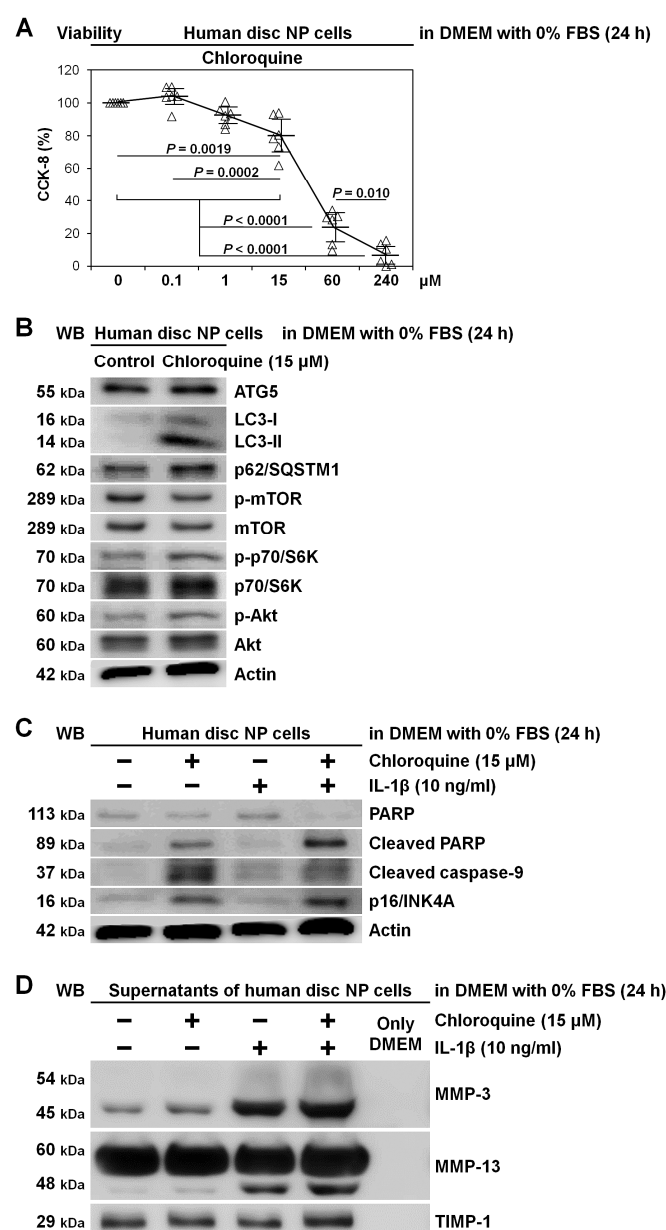 A Viability Human disc NP cells in DMEM with 0% FBS (24 h)
Chloroquine
CCK-8 (%)
120
100
80
60
40
20
0
P = 0.0019
P = 0.0002
P = 0.010
P < 0.0001
P < 0.0001
0 0.1 1 15 60 240 µM
B WB Human disc NP cells in DMEM with 0% FBS (24 h)
Control Chloroquine (15 µM)
55 kDa ATG5
16 kDa LC3-I
14 kDa LC3-II
62 kDa p62/SQSTM1
289 kDa p-mTOR
289 kDa mTOR
70 kDa p-p70/S6K
70 kDa p70/S6K
60 kDa p-Akt
60 kDa Akt
42 kDa Actin
C WB Human disc NP cells in DMEM with 0% FBS (24 h)
− + − + Chloroquine (15 µM)
− − + + IL-1β (10 ng/ml)
113 kDa PARP
89 kDa Cleaved PARP
37 kDa Cleaved caspase-9
16 kDa p16/INK4A
42 kDa Actin
D WB Supernatants of human disc NP cells in DMEM with 0% FBS (24 h)
− + − + Only DMEM Chloroquine (15 µM)
− − + + IL-1β (10 ng/ml)
54 kDa
MMP-3
45 kDa
60 kDa
MMP-13
48 kDa
29 kDa TIMP-1